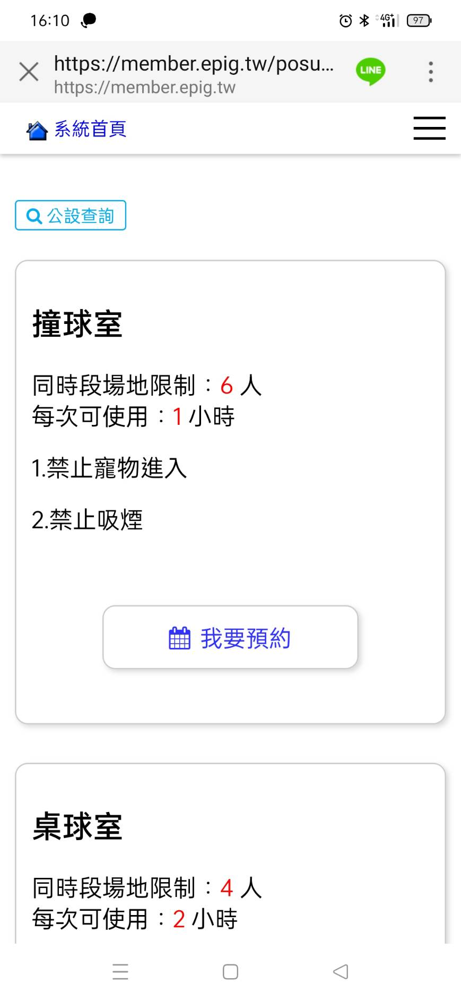 16:10
4G+
97
https://member.epig.tw/posu...
https://member.epig.tw
LINE
系統首頁
公設查詢
撞球室
同時段場地限制：6 人
每次可使用：1 小時
1.禁止寵物進入
2.禁止吸煙
我要預約
桌球室
同時段場地限制：4 人
每次可使用：2 小時